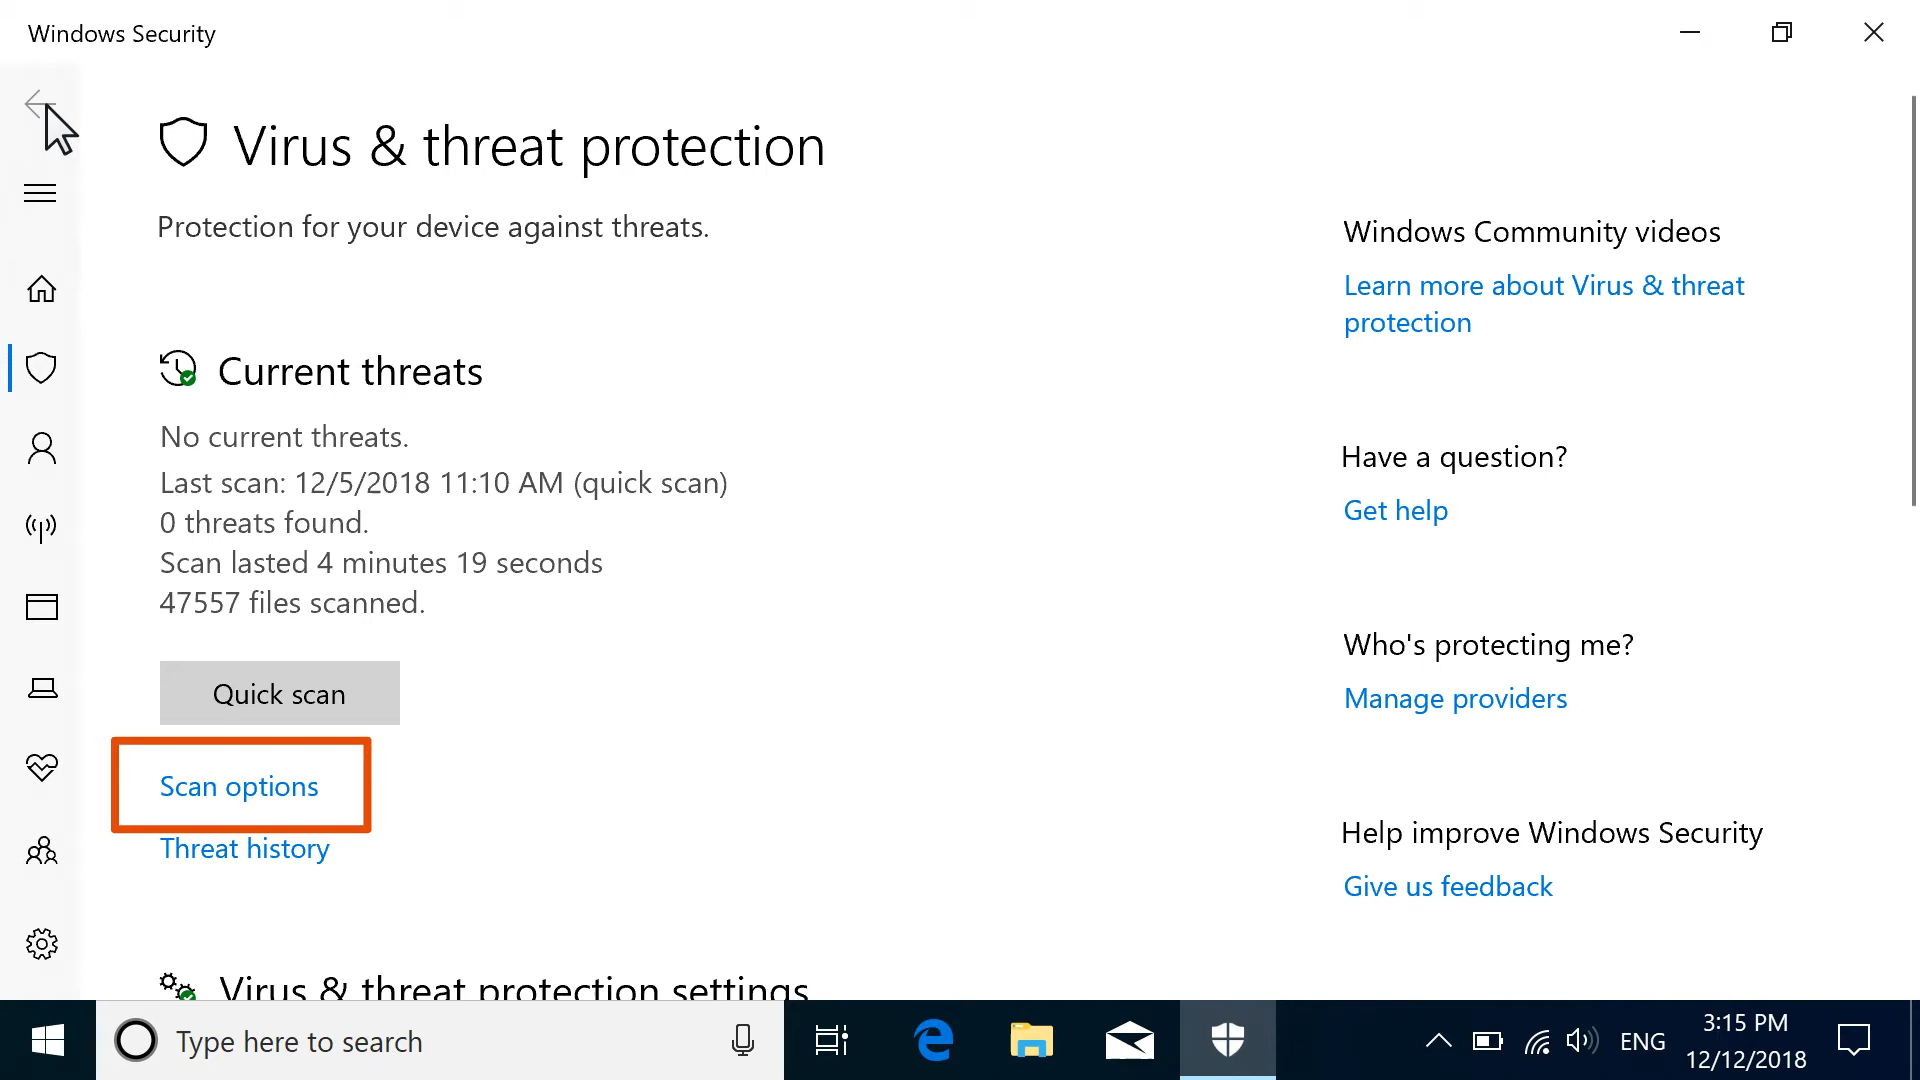 Windows Security
Virus & threat protection
Protection for your device against threats.
Current threats
No current threats.
Last scan: 12/5/2018 11:10 AM (quick scan)
0 threats found.
Scan lasted 4 minutes 19 seconds
47557 files scanned.
Quick scan
Scan options
Threat history
Virus & threat protection settings
Windows Community videos
Learn more about Virus & threat
protection
Have a question?
Get help
Who's protecting me?
Manage providers
Help improve Windows Security
Give us feedback
Type here to search
ENG
3:15 PM
12/12/2018